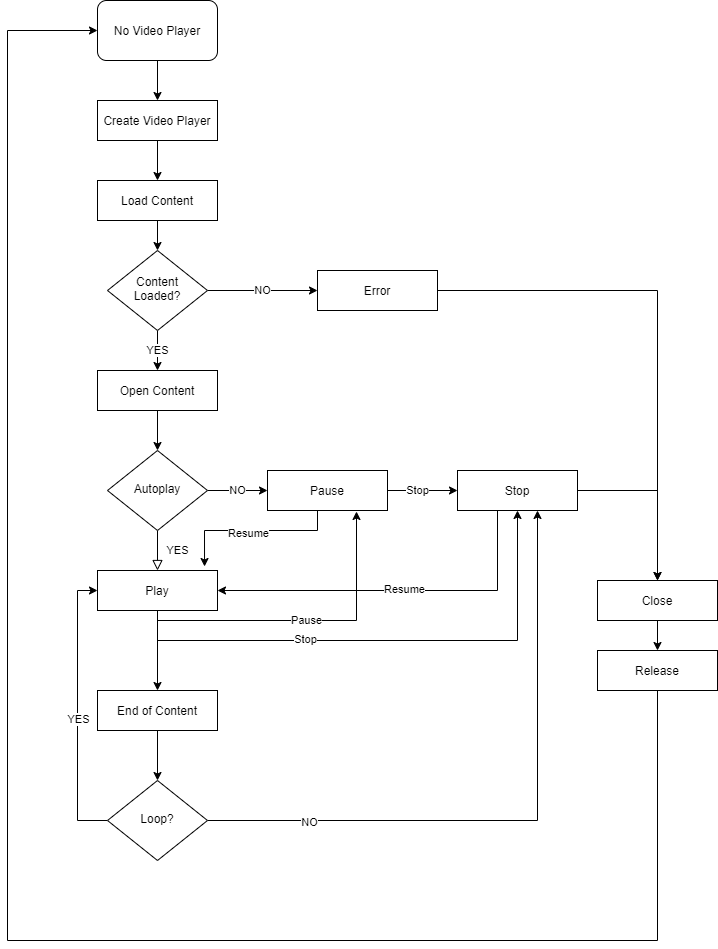 No Video Player
Create Video Player
Load Content
Content
Loaded?
NO
Error
YES
Open Content
Autoplay
NO
Pause
Stop
Stop
Resume
YES
Play
Resume
Close
Pause
Stop
Release
End of Content
YES
Loop?
NO